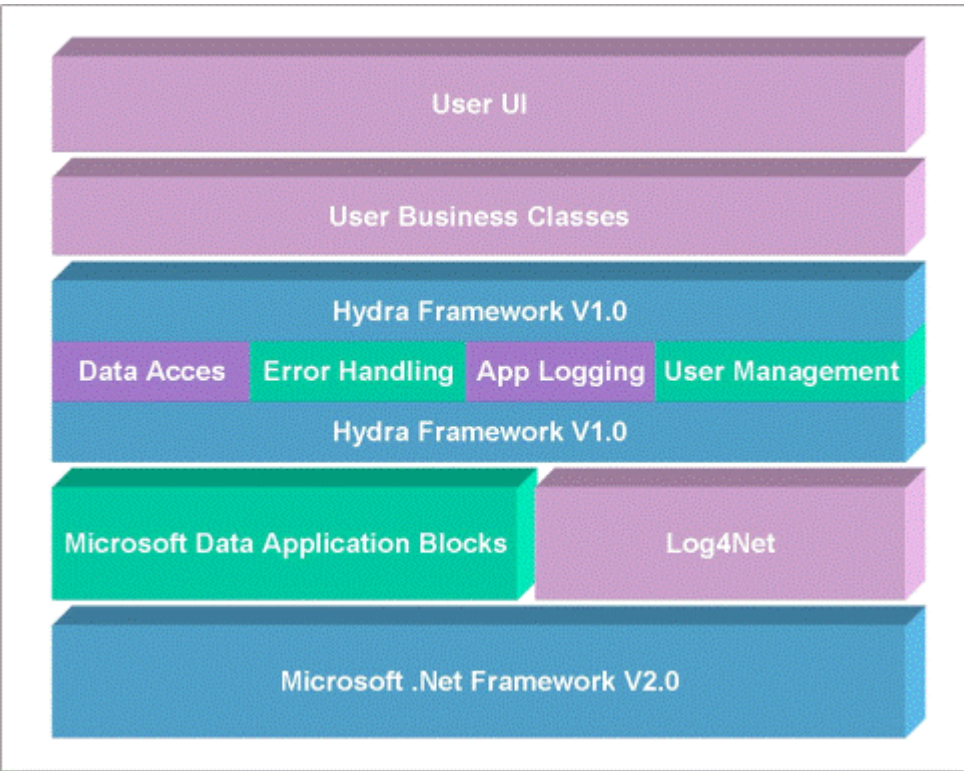 User UI
User Business Classes
Hydra Framework V1.0
Data Acces Error Handling App Logging User Management
Hydra Framework V1.0
Microsoft Data Application Blocks Log4Net
Microsoft .Net Framework V2.0